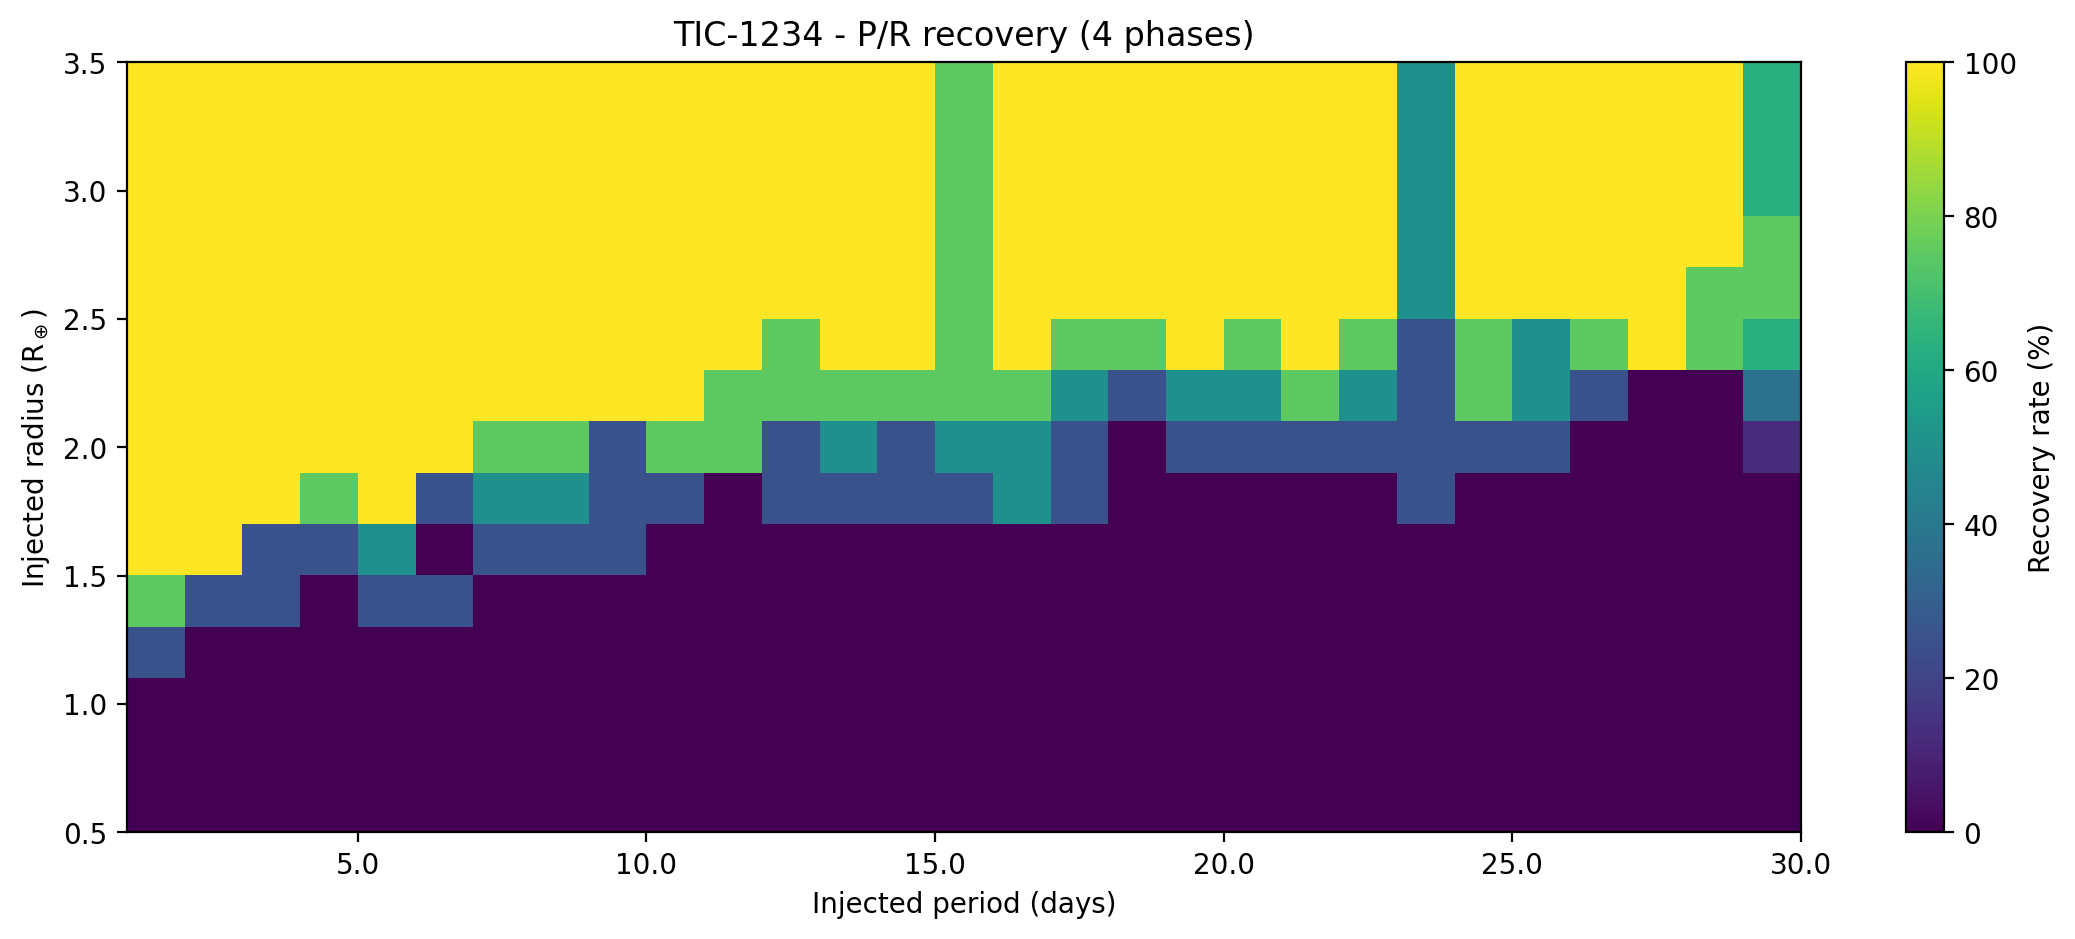 TIC-1234 - P/R recovery (4 phases)
3.5
3.0
2.5
2.0
1.5
1.0
0.5
Injected radius (R⊕)
5.0 10.0 15.0 20.0 25.0 30.0
Injected period (days)
100
80
60
40
20
0
Recovery rate (%)